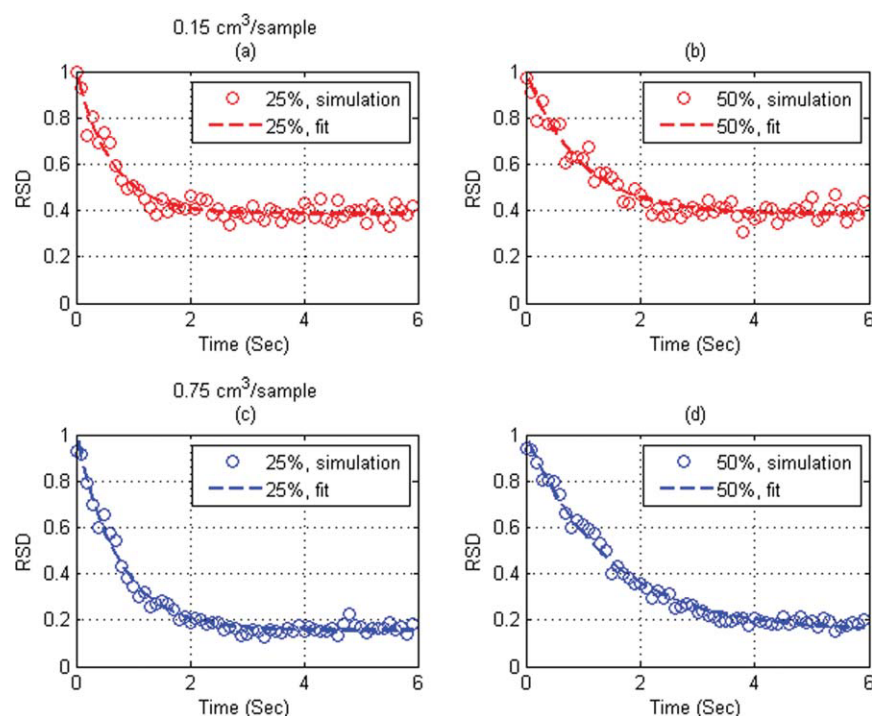 0.15 cm³/sample
(a)
1
0.8
0.6
0.4
0.2
0
RSD
25%, simulation
25%, fit
0 2 4 6
Time (Sec)
(b)
1
0.8
0.6
0.4
0.2
0
RSD
50%, simulation
50%, fit
0 2 4 6
Time (Sec)
0.75 cm³/sample
(c)
1
0.8
0.6
0.4
0.2
0
RSD
25%, simulation
25%, fit
0 2 4 6
Time (Sec)
(d)
1
0.8
0.6
0.4
0.2
0
RSD
50%, simulation
50%, fit
0 2 4 6
Time (Sec)